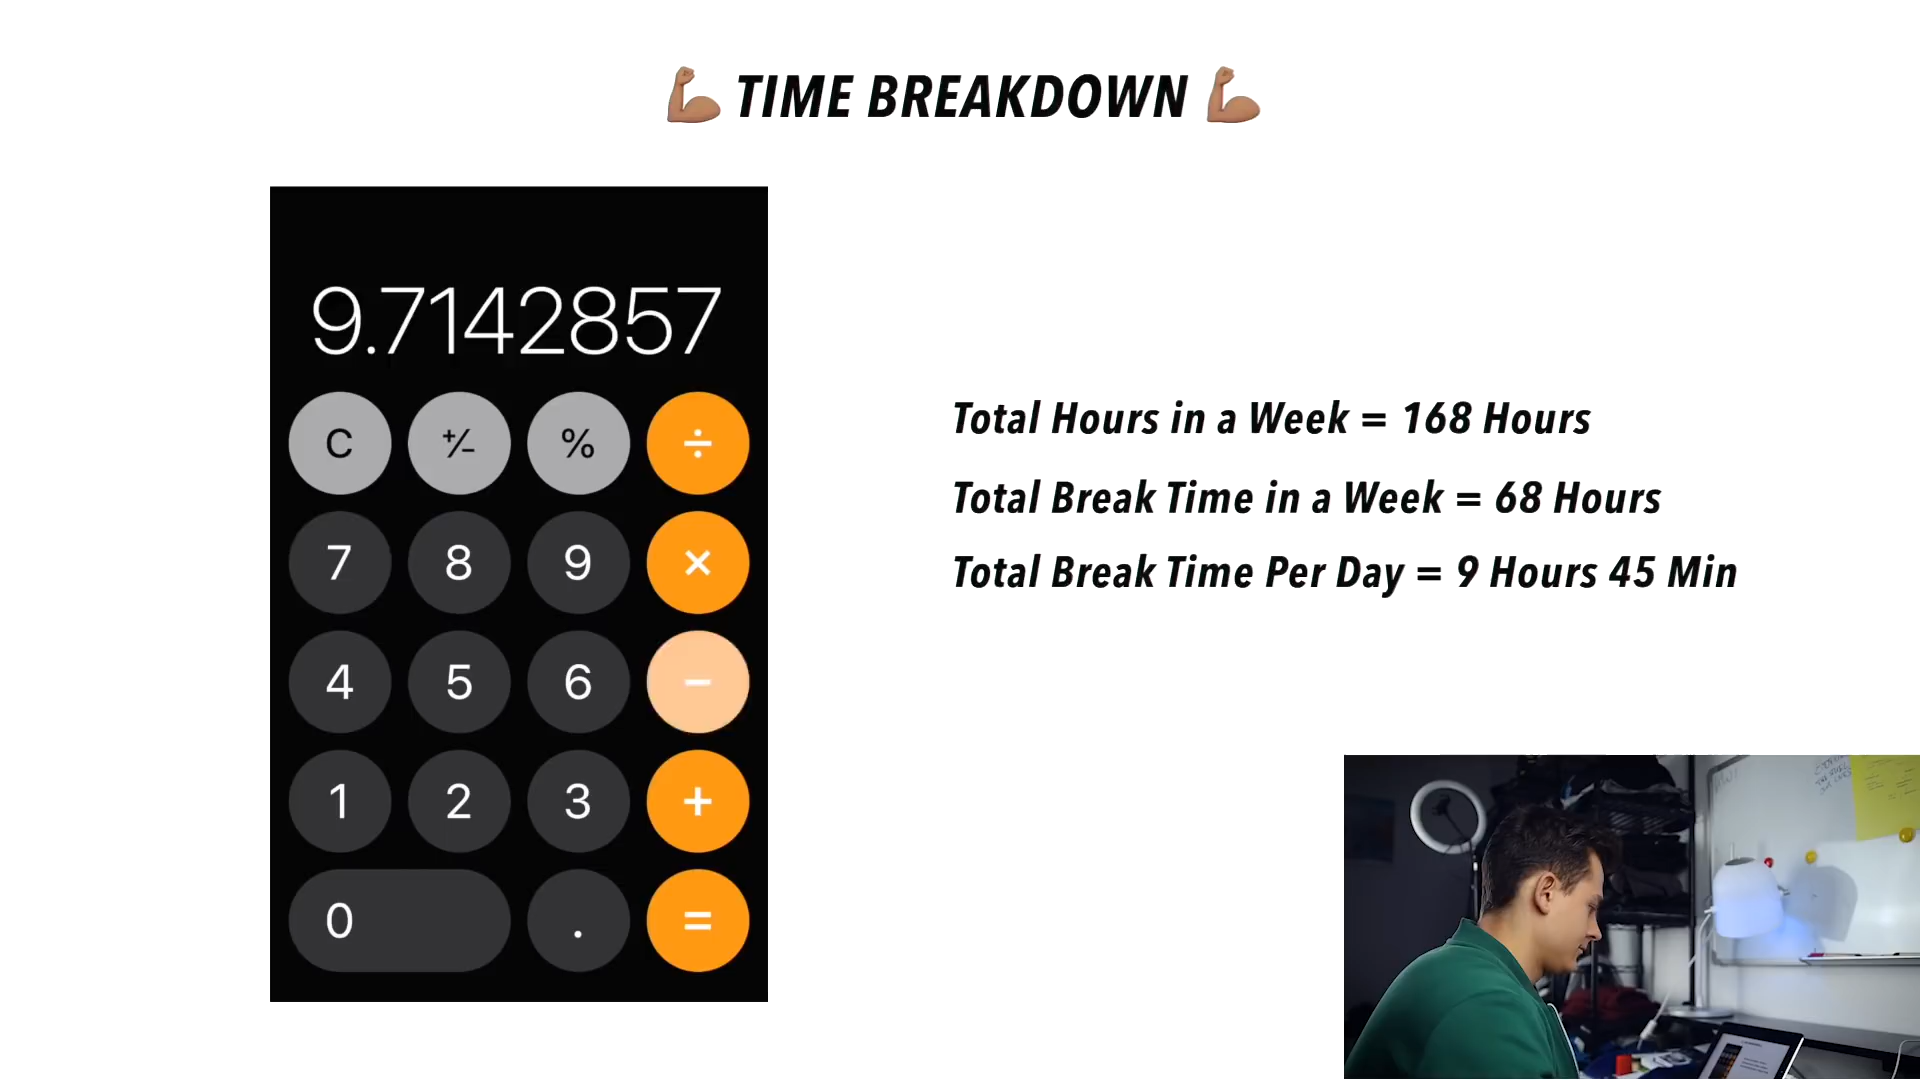 💪🏽 TIME BREAKDOWN 💪🏽
9.7142857
C +/- % ÷
7 8 9 ×
4 5 6 −
1 2 3 +
0 . =
Total Hours in a Week = 168 Hours
Total Break Time in a Week = 68 Hours
Total Break Time Per Day = 9 Hours 45 Min